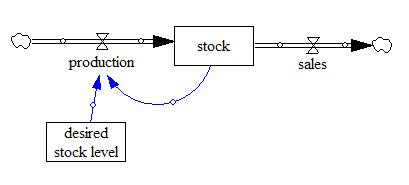 stock
production
sales
desired
stock level